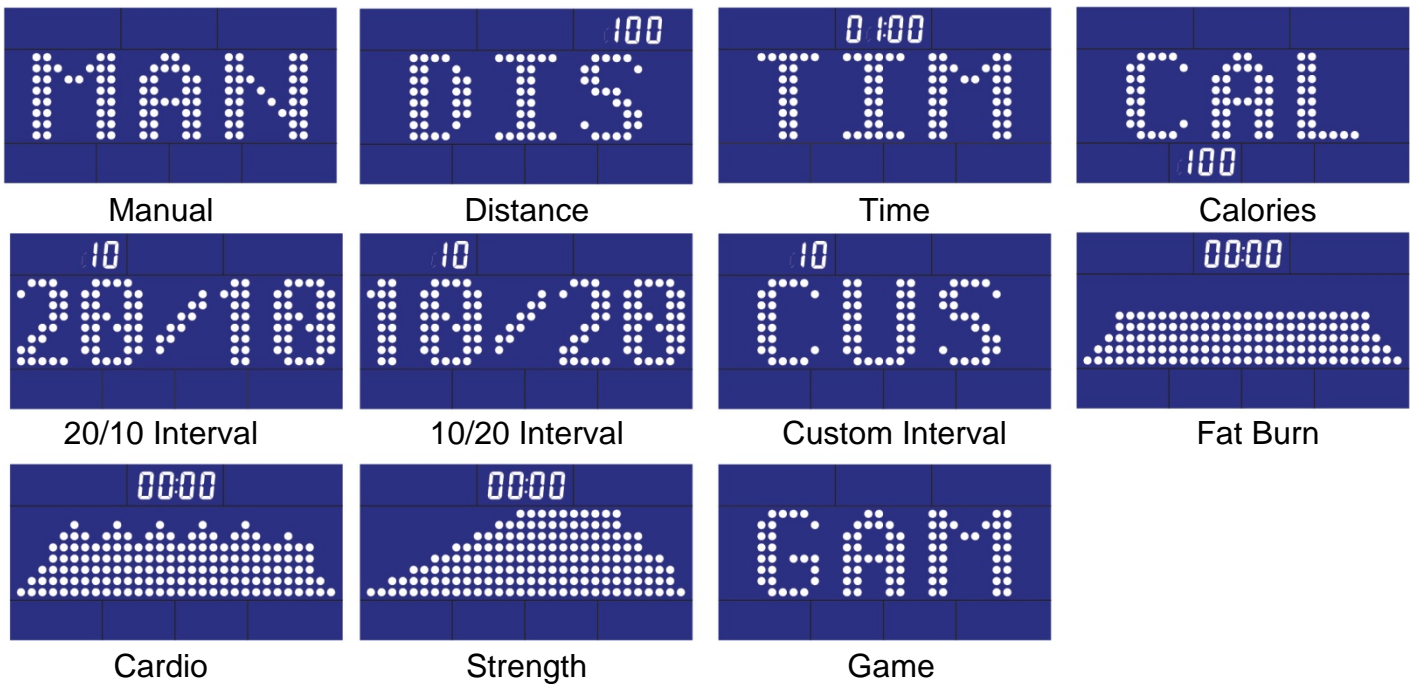 100 01:00
MAN DIS TIM CAL
100
Manual Distance Time Calories
10 10 10 00:00
20/10 10/20 CUS
20/10 Interval 10/20 Interval Custom Interval Fat Burn
00:00 00:00
GAM
Cardio Strength Game